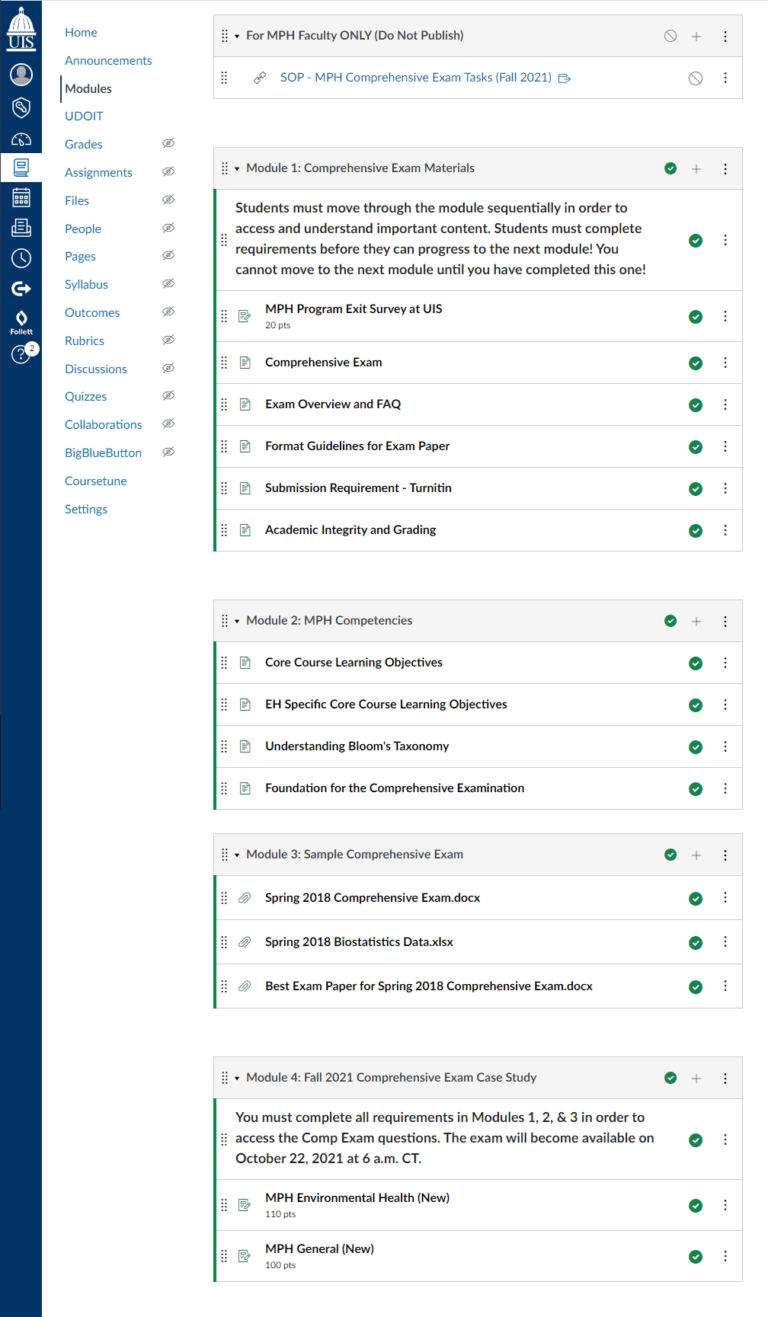 UIS
Follett
2
Home
Announcements
Modules
UDOIT
Grades
Assignments
Files
People
Pages
Syllabus
Outcomes
Rubrics
Discussions
Quizzes
Collaborations
BigBlueButton
Coursetune
Settings
For MPH Faculty ONLY (Do Not Publish)
SOP - MPH Comprehensive Exam Tasks (Fall 2021)
Module 1: Comprehensive Exam Materials
Students must move through the module sequentially in order to
access and understand important content. Students must complete
requirements before they can progress to the next module! You
cannot move to the next module until you have completed this one!
MPH Program Exit Survey at UIS
20 pts
Comprehensive Exam
Exam Overview and FAQ
Format Guidelines for Exam Paper
Submission Requirement - Turnitin
Academic Integrity and Grading
Module 2: MPH Competencies
Core Course Learning Objectives
EH Specific Core Course Learning Objectives
Understanding Bloom's Taxonomy
Foundation for the Comprehensive Examination
Module 3: Sample Comprehensive Exam
Spring 2018 Comprehensive Exam.docx
Spring 2018 Biostatistics Data.xlsx
Best Exam Paper for Spring 2018 Comprehensive Exam.docx
Module 4: Fall 2021 Comprehensive Exam Case Study
You must complete all requirements in Modules 1, 2, & 3 in order to
access the Comp Exam questions. The exam will become available on
October 22, 2021 at 6 a.m. CT.
MPH Environmental Health (New)
110 pts
MPH General (New)
100 pts